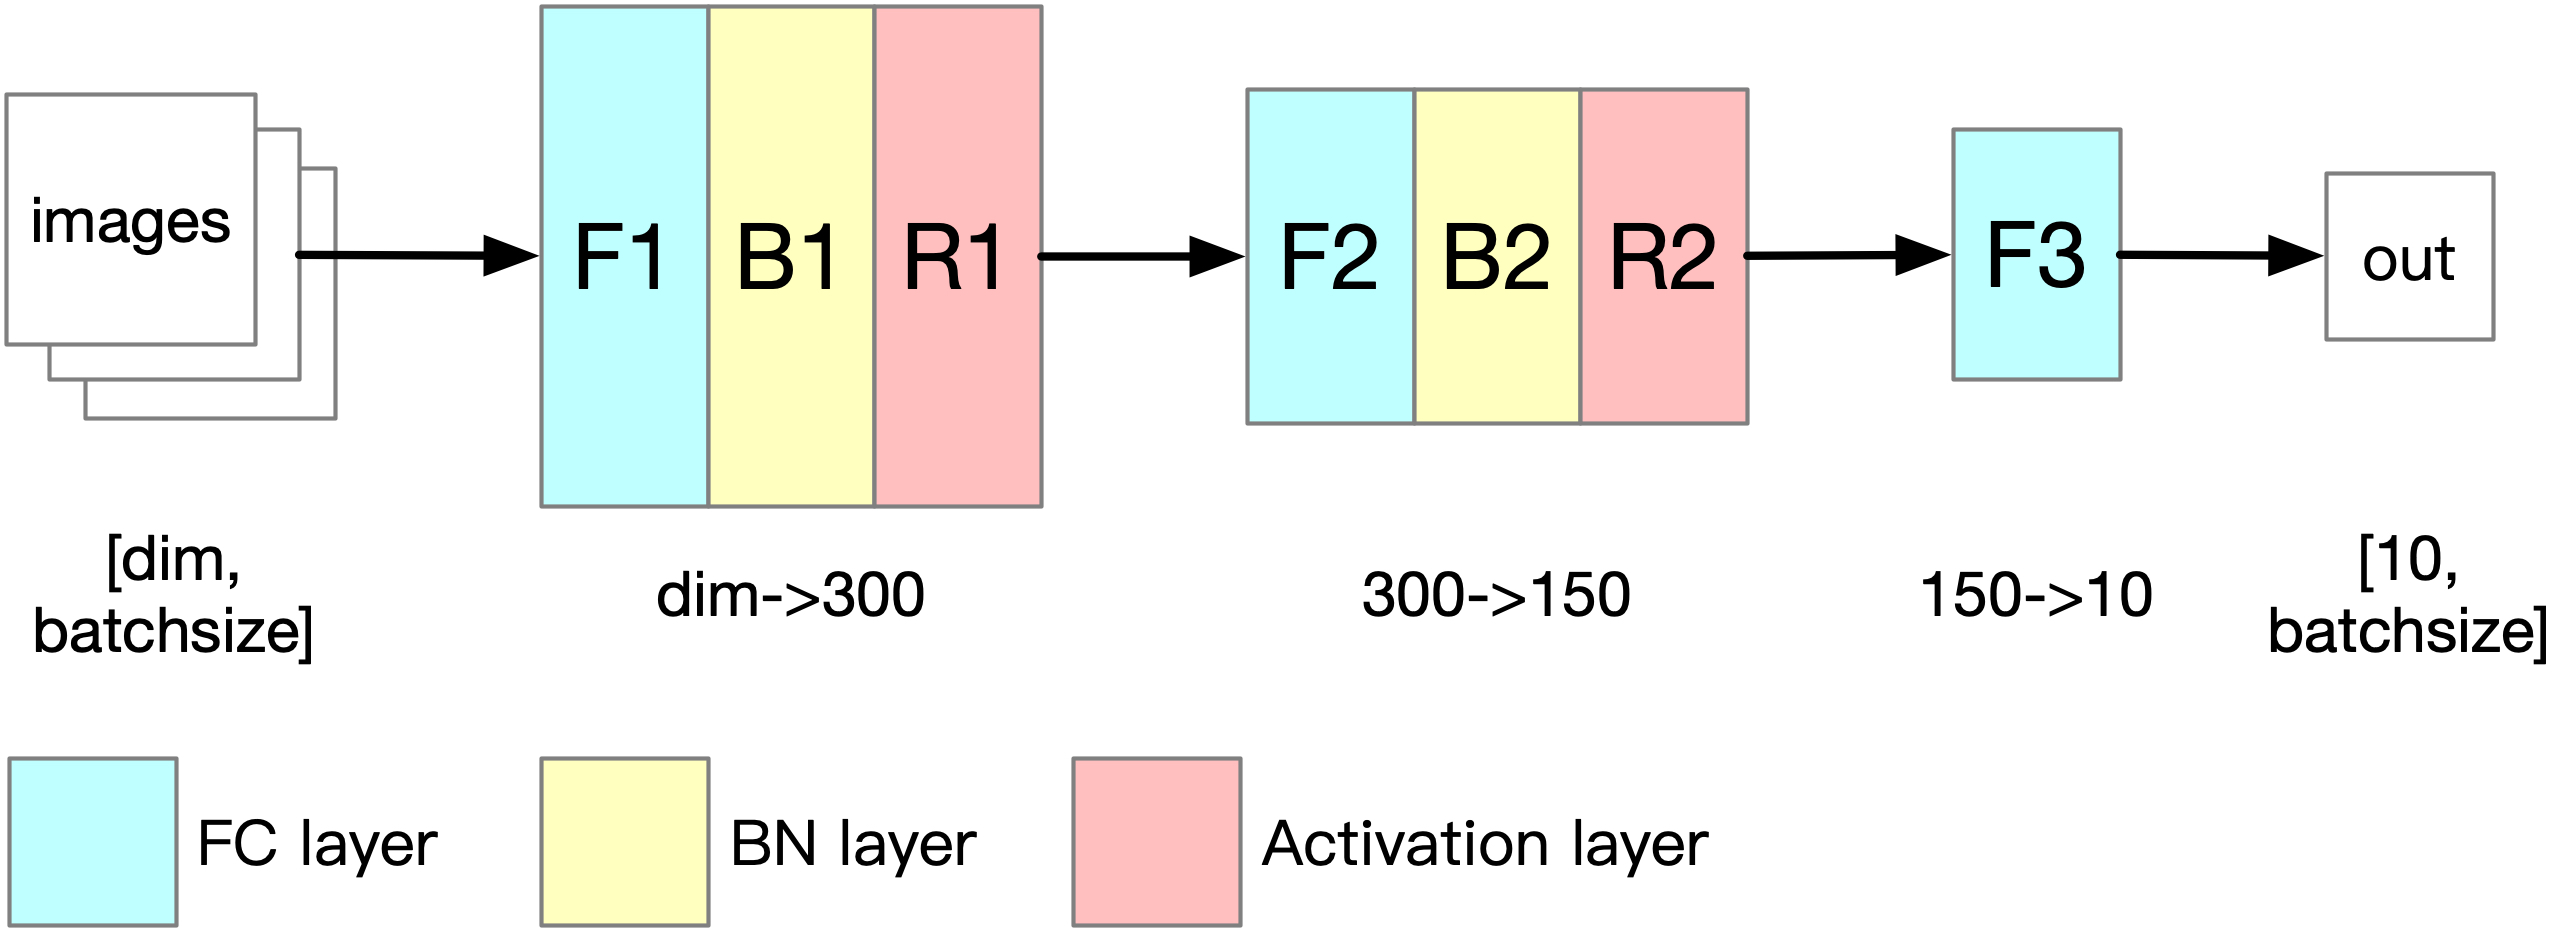 images
F1 B1 R1
F2 B2 R2
F3
out
[dim,
batchsize]
dim->300
300->150
150->10
[10,
batchsize]
FC layer
BN layer
Activation layer